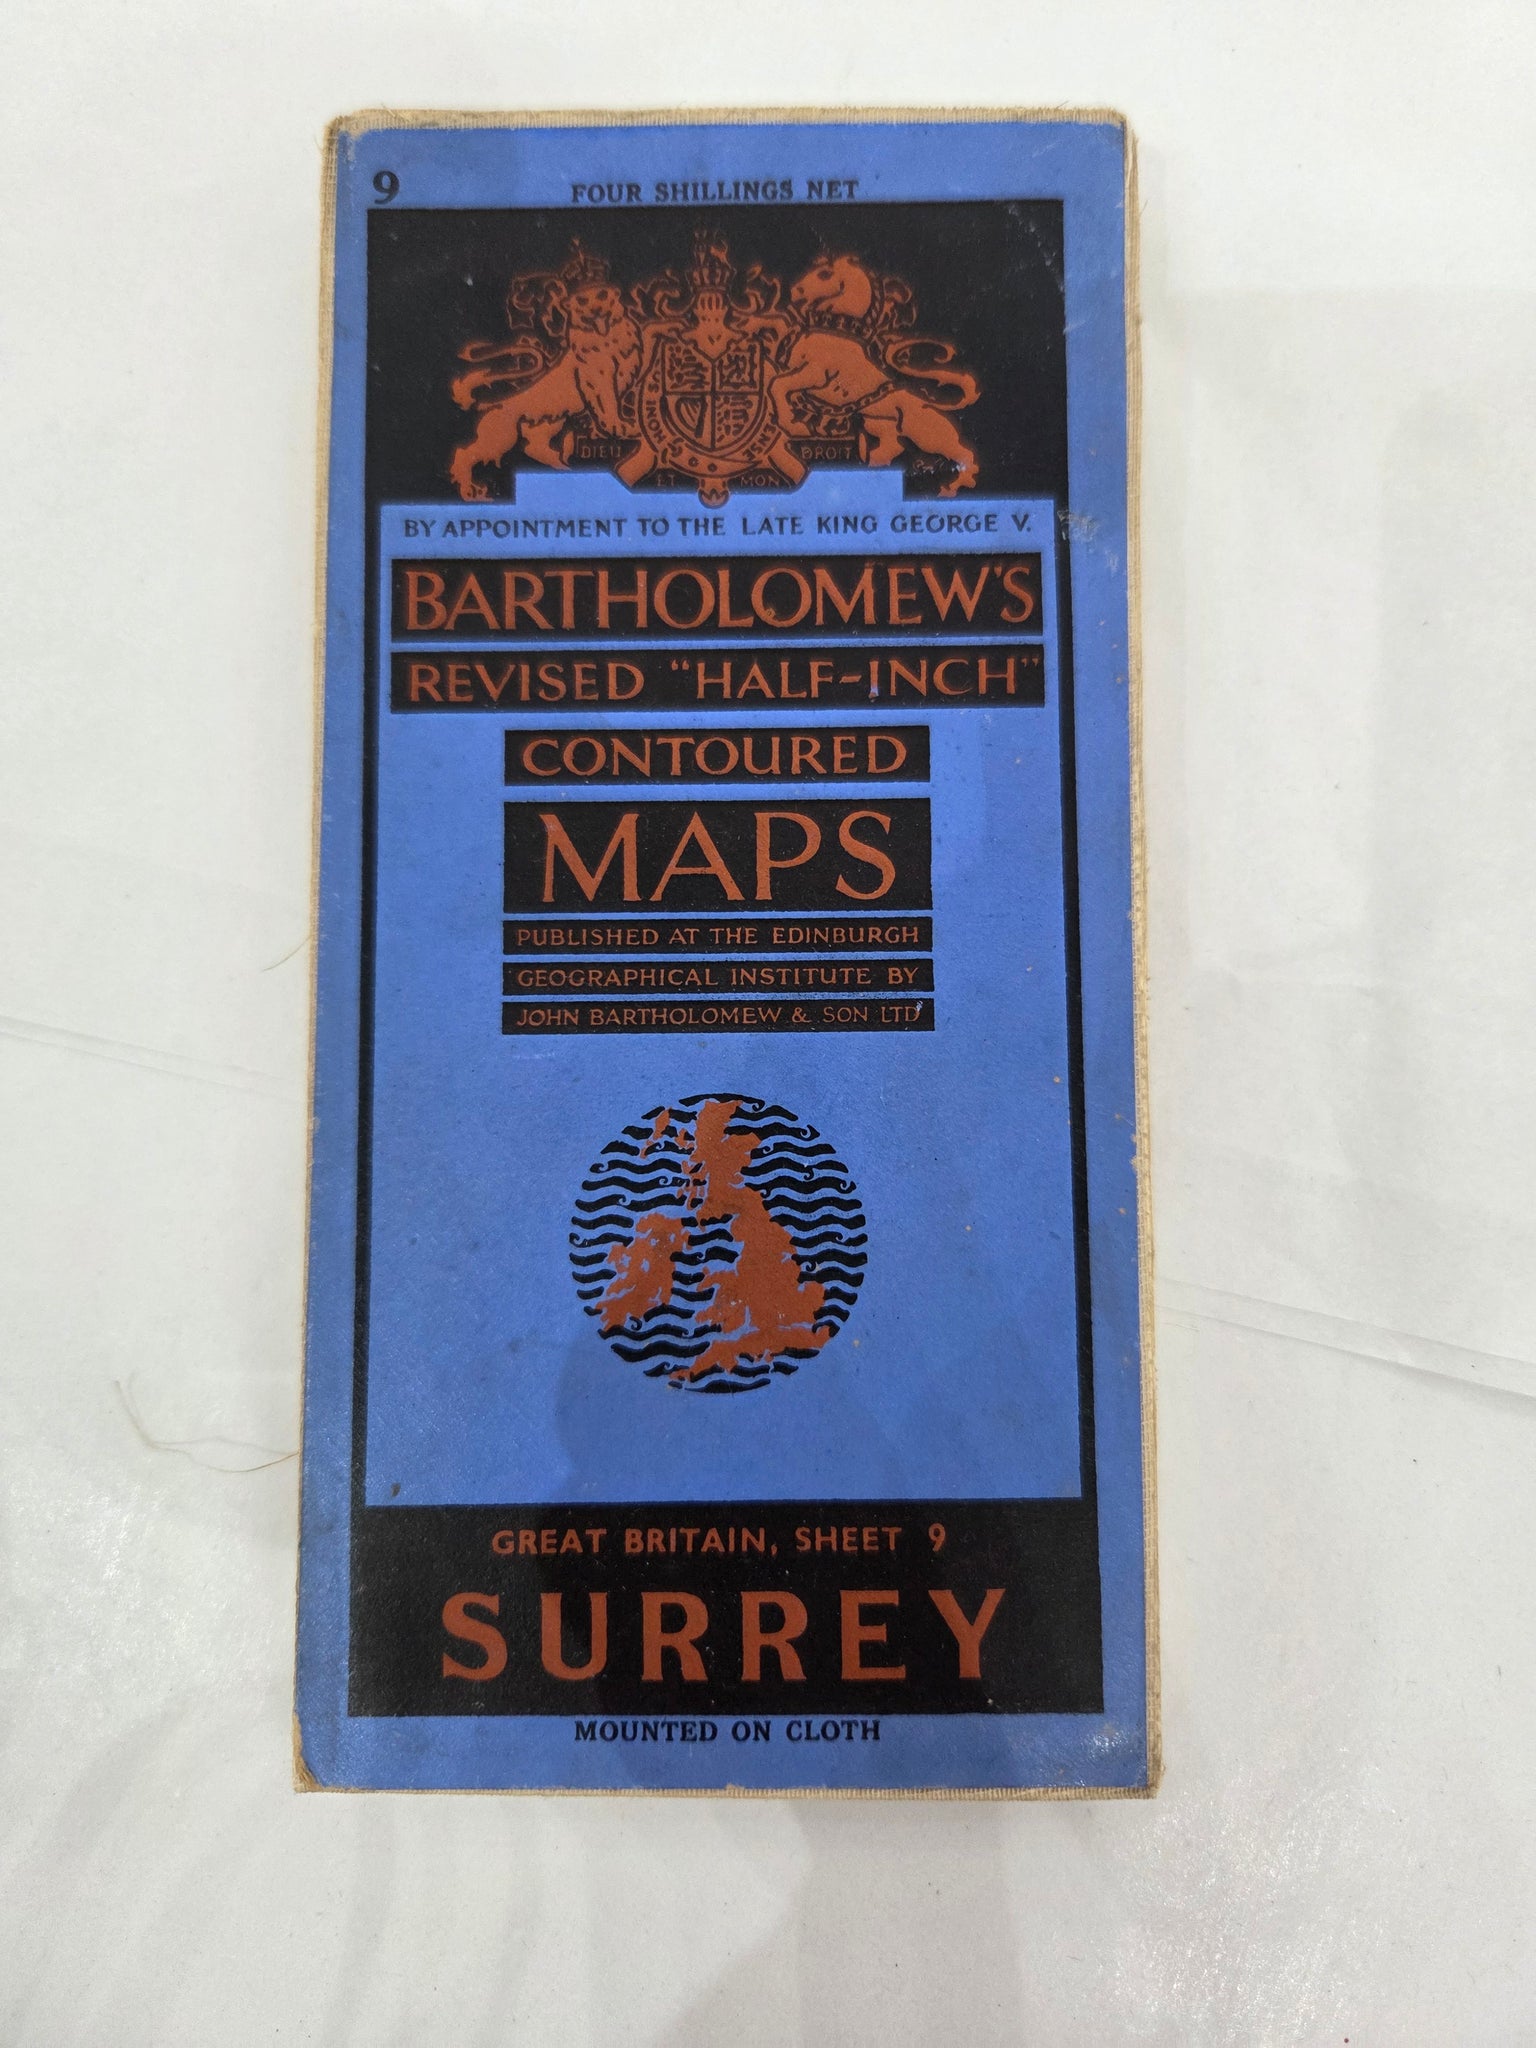 9
FOUR SHILLINGS NET
HONI SENSE
DIEU ET MON DROIT
BY APPOINTMENT TO THE LATE KING GEORGE V.
BARTHOLOMEW'S
REVISED "HALF-INCH"
CONTOURED
MAPS
PUBLISHED AT THE EDINBURGH
GEOGRAPHICAL INSTITUTE BY
JOHN BARTHOLOMEW & SON LTD
GREAT BRITAIN, SHEET 9
SURREY
MOUNTED ON CLOTH